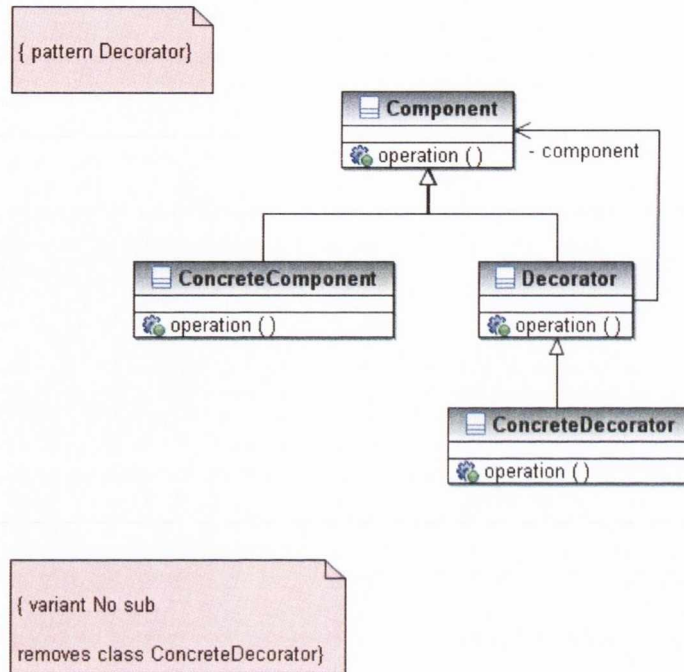 { pattern Decorator}
Component
operation ( )
- component
ConcreteComponent
operation ( )
Decorator
operation ( )
ConcreteDecorator
operation ( )
{ variant No sub
removes class ConcreteDecorator}